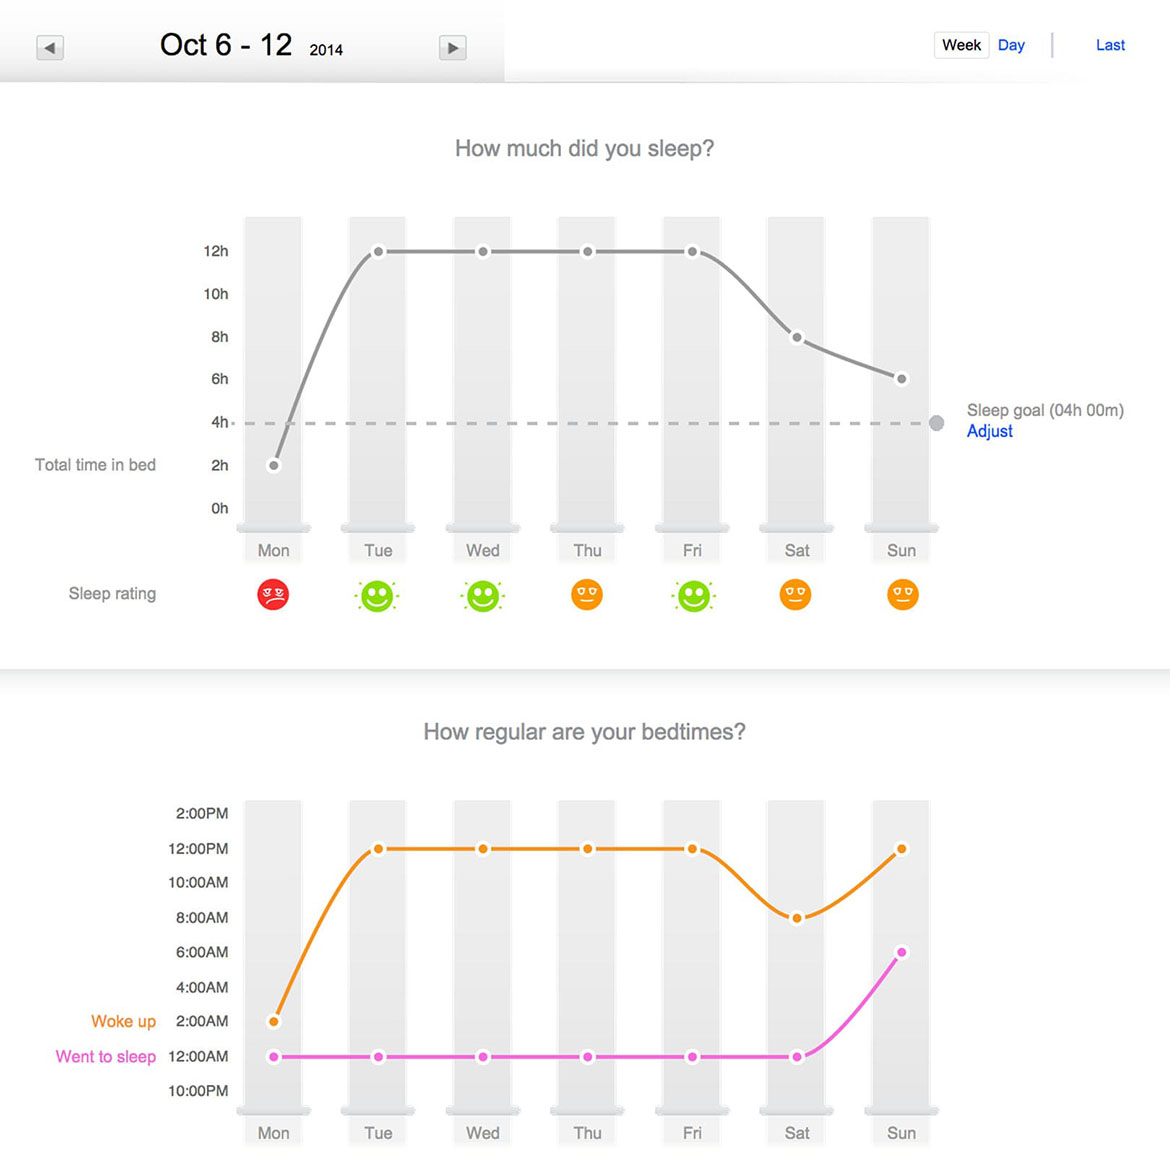 Oct 6 - 12 2014
Week Day Last
How much did you sleep?
12h
10h
8h
6h
4h
Sleep goal (04h 00m)
Adjust
Total time in bed
2h
0h
Mon Tue Wed Thu Fri Sat Sun
Sleep rating
How regular are your bedtimes?
2:00PM
12:00PM
10:00AM
8:00AM
6:00AM
4:00AM
Woke up 2:00AM
Went to sleep 12:00AM
10:00PM
Mon Tue Wed Thu Fri Sat Sun